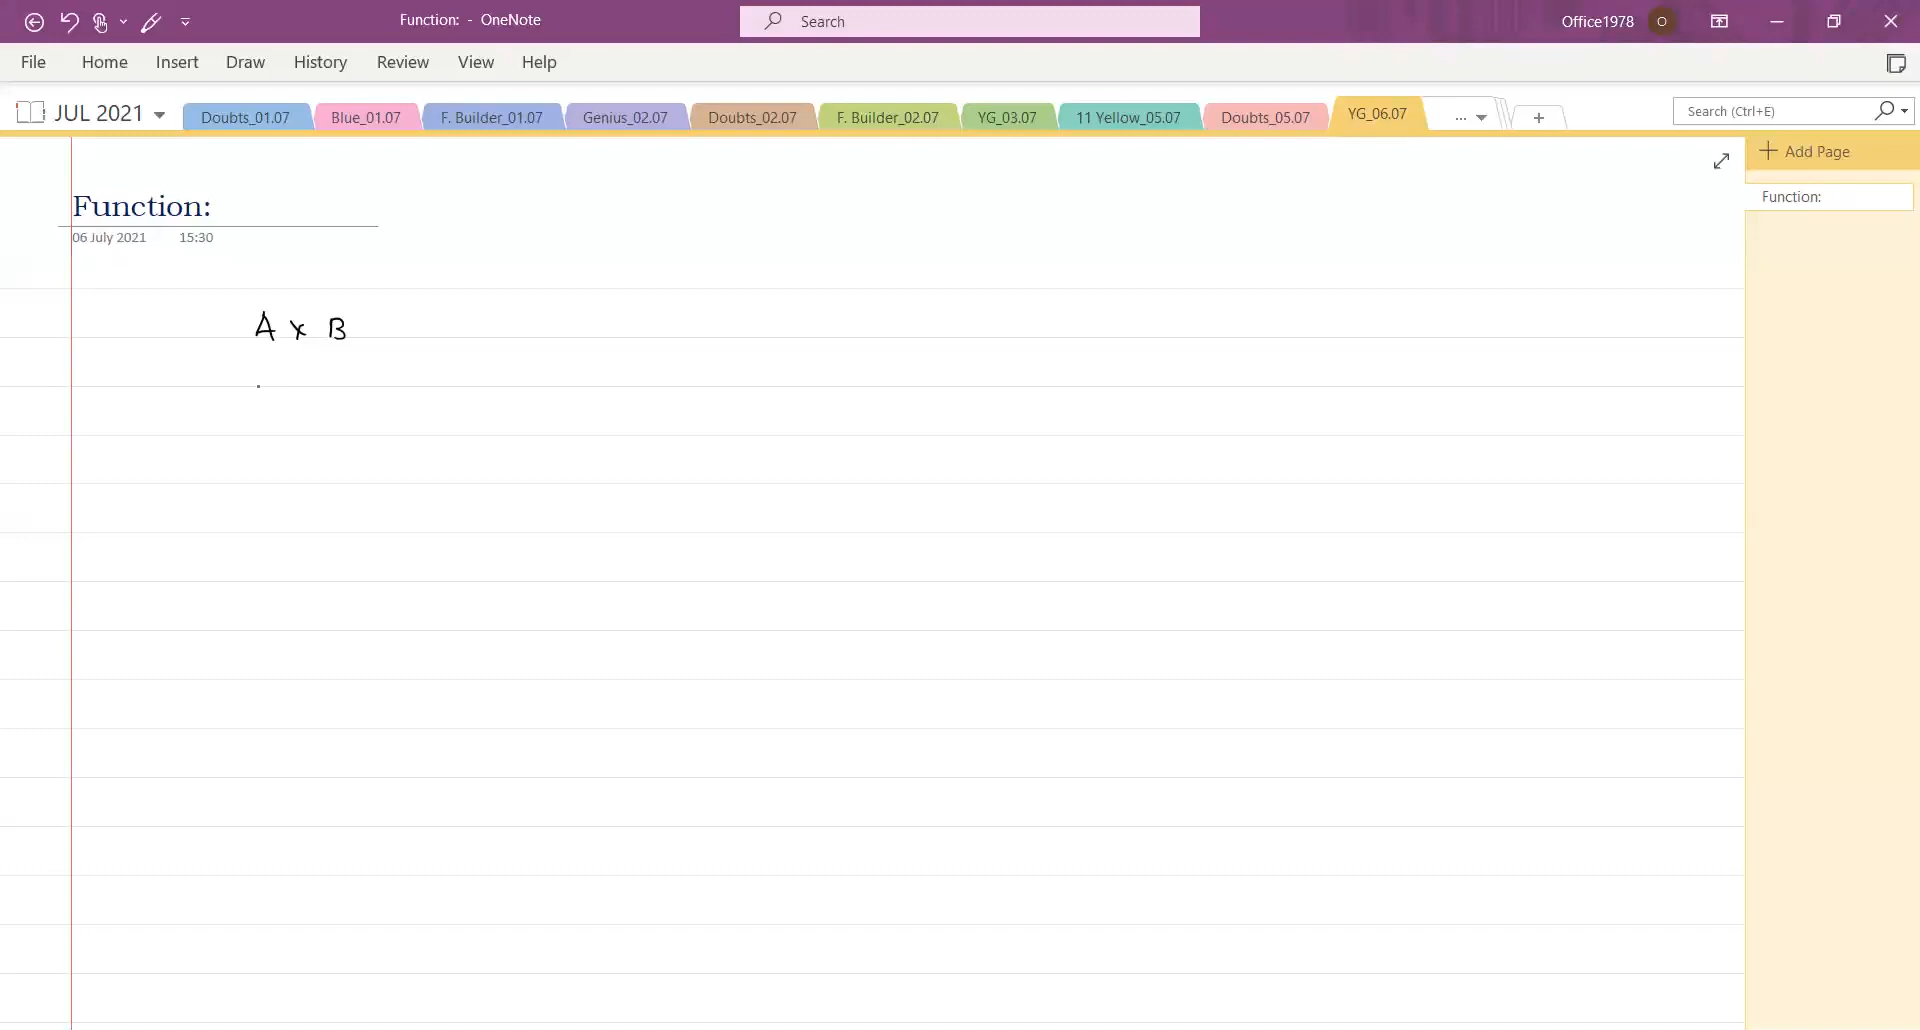 Function: - OneNote
Search
Office1978
O
File Home Insert Draw History Review View Help
JUL 2021
Doubts_01.07 Blue_01.07 F. Builder_01.07 Genius_02.07 Doubts_02.07 F. Builder_02.07 YG_03.07 11 Yellow_05.07 Doubts_05.07 YG_06.07 ... +
Search (Ctrl+E)
Add Page
Function:
Function:
06 July 2021 15:30
A × B